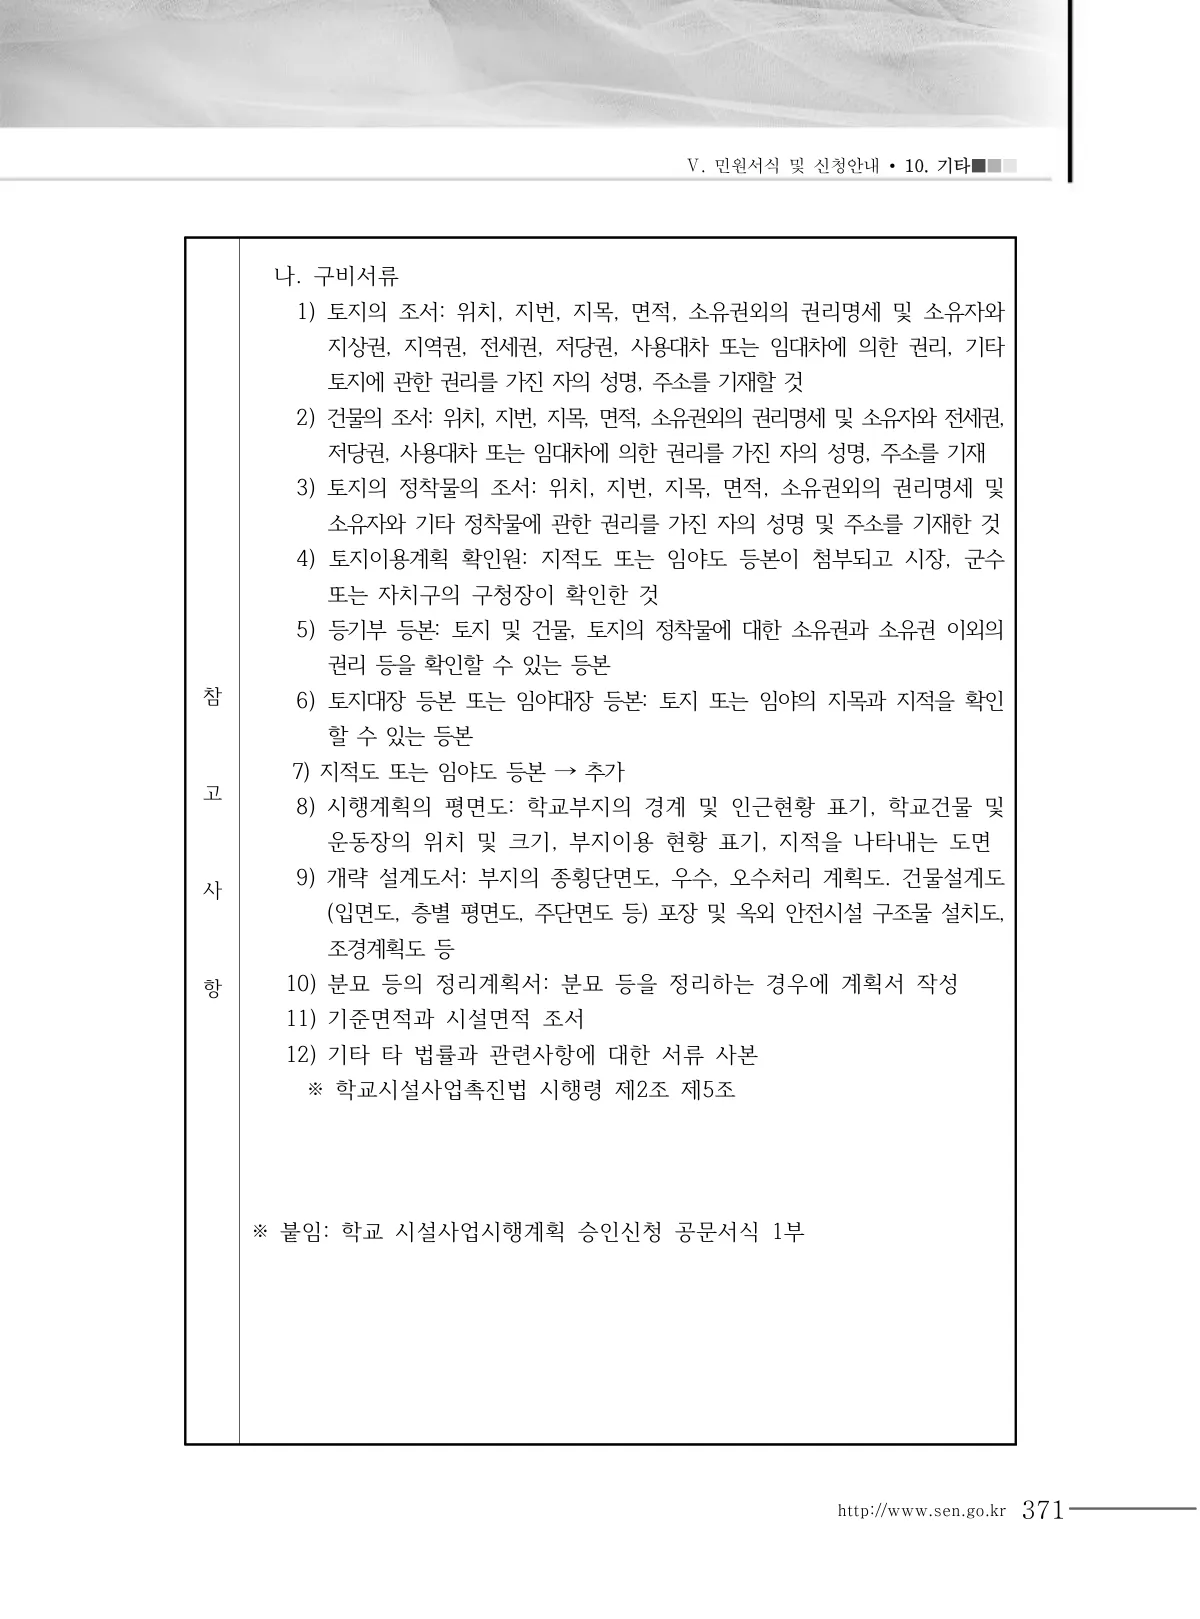 Ⅴ. 민원서식 및 신청안내 • 10. 기타
나. 구비서류
1) 토지의 조서: 위치, 지번, 지목, 면적, 소유권외의 권리명세 및 소유자와
지상권, 지역권, 전세권, 저당권, 사용대차 또는 임대차에 의한 권리, 기타
토지에 관한 권리를 가진 자의 성명, 주소를 기재할 것
2) 건물의 조서: 위치, 지번, 지목, 면적, 소유권외의 권리명세 및 소유자와 전세권,
저당권, 사용대차 또는 임대차에 의한 권리를 가진 자의 성명, 주소를 기재
3) 토지의 정착물의 조서: 위치, 지번, 지목, 면적, 소유권외의 권리명세 및
소유자와 기타 정착물에 관한 권리를 가진 자의 성명 및 주소를 기재한 것
4) 토지이용계획 확인원: 지적도 또는 임야도 등본이 첨부되고 시장, 군수
또는 자치구의 구청장이 확인한 것
5) 등기부 등본: 토지 및 건물, 토지의 정착물에 대한 소유권과 소유권 이외의
권리 등을 확인할 수 있는 등본
6) 토지대장 등본 또는 임야대장 등본: 토지 또는 임야의 지목과 지적을 확인
할 수 있는 등본
7) 지적도 또는 임야도 등본 → 추가
8) 시행계획의 평면도: 학교부지의 경계 및 인근현황 표기, 학교건물 및
운동장의 위치 및 크기, 부지이용 현황 표기, 지적을 나타내는 도면
9) 개략 설계도서: 부지의 종횡단면도, 우수, 오수처리 계획도. 건물설계도
(입면도, 층별 평면도, 주단면도 등) 포장 및 옥외 안전시설 구조물 설치도,
조경계획도 등
10) 분묘 등의 정리계획서: 분묘 등을 정리하는 경우에 계획서 작성
11) 기준면적과 시설면적 조서
12) 기타 타 법률과 관련사항에 대한 서류 사본
※ 학교시설사업촉진법 시행령 제2조 제5조
※ 붙임: 학교 시설사업시행계획 승인신청 공문서식 1부
참
고
사
항
http://www.sen.go.kr 371